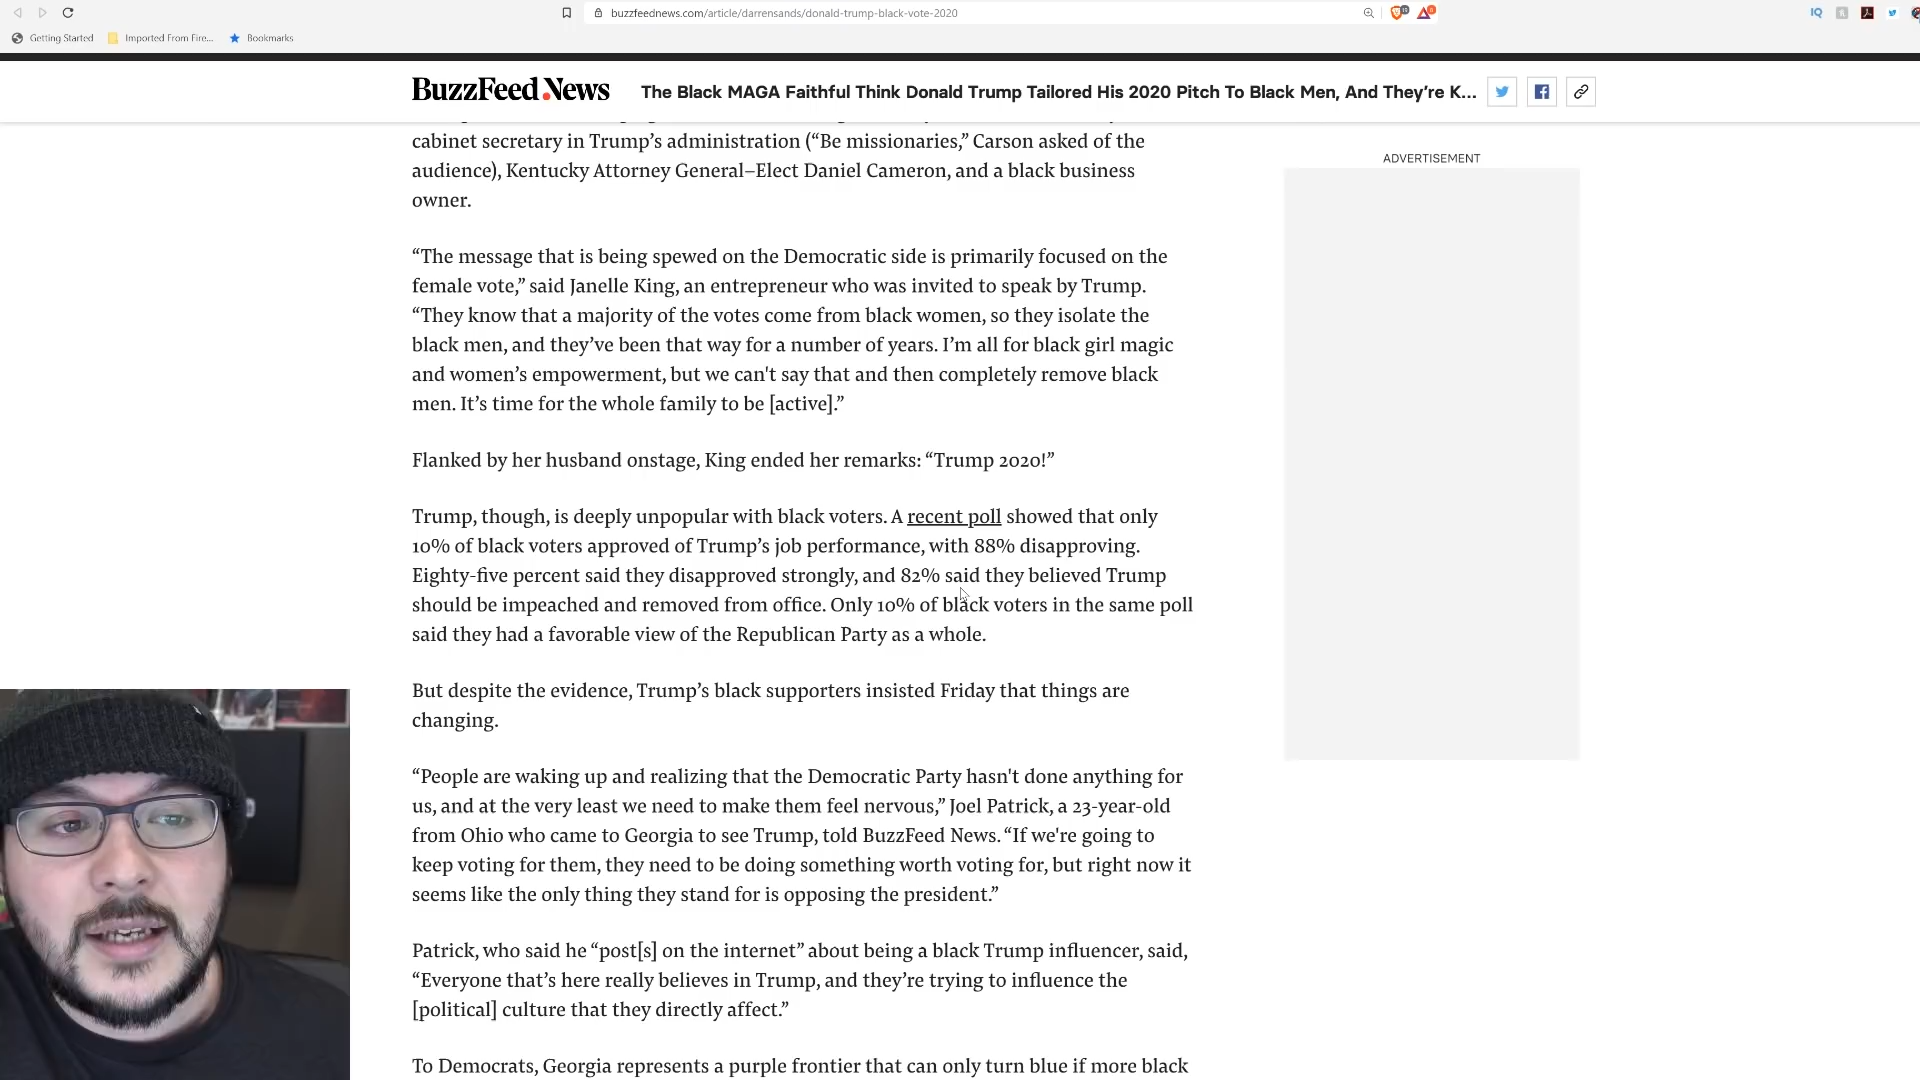 buzzfeednews.com/article/darrensands/donald-trump-black-vote-2020
Getting Started
Imported From Fire...
Bookmarks
BuzzFeed News
The Black MAGA Faithful Think Donald Trump Tailored His 2020 Pitch To Black Men, And They’re K...
cabinet secretary in Trump’s administration (“Be missionaries,” Carson asked of the
audience), Kentucky Attorney General–Elect Daniel Cameron, and a black business
owner.
“The message that is being spewed on the Democratic side is primarily focused on the
female vote,” said Janelle King, an entrepreneur who was invited to speak by Trump.
“They know that a majority of the votes come from black women, so they isolate the
black men, and they’ve been that way for a number of years. I’m all for black girl magic
and women’s empowerment, but we can't say that and then completely remove black
men. It’s time for the whole family to be [active].”
Flanked by her husband onstage, King ended her remarks: “Trump 2020!”
Trump, though, is deeply unpopular with black voters. A recent poll showed that only
10% of black voters approved of Trump’s job performance, with 88% disapproving.
Eighty-five percent said they disapproved strongly, and 82% said they believed Trump
should be impeached and removed from office. Only 10% of black voters in the same poll
said they had a favorable view of the Republican Party as a whole.
But despite the evidence, Trump’s black supporters insisted Friday that things are
changing.
“People are waking up and realizing that the Democratic Party hasn't done anything for
us, and at the very least we need to make them feel nervous,” Joel Patrick, a 23-year-old
from Ohio who came to Georgia to see Trump, told BuzzFeed News. “If we're going to
keep voting for them, they need to be doing something worth voting for, but right now it
seems like the only thing they stand for is opposing the president.”
Patrick, who said he “post[s] on the internet” about being a black Trump influencer, said,
“Everyone that’s here really believes in Trump, and they’re trying to influence the
[political] culture that they directly affect.”
To Democrats, Georgia represents a purple frontier that can only turn blue if more black
ADVERTISEMENT
IQ